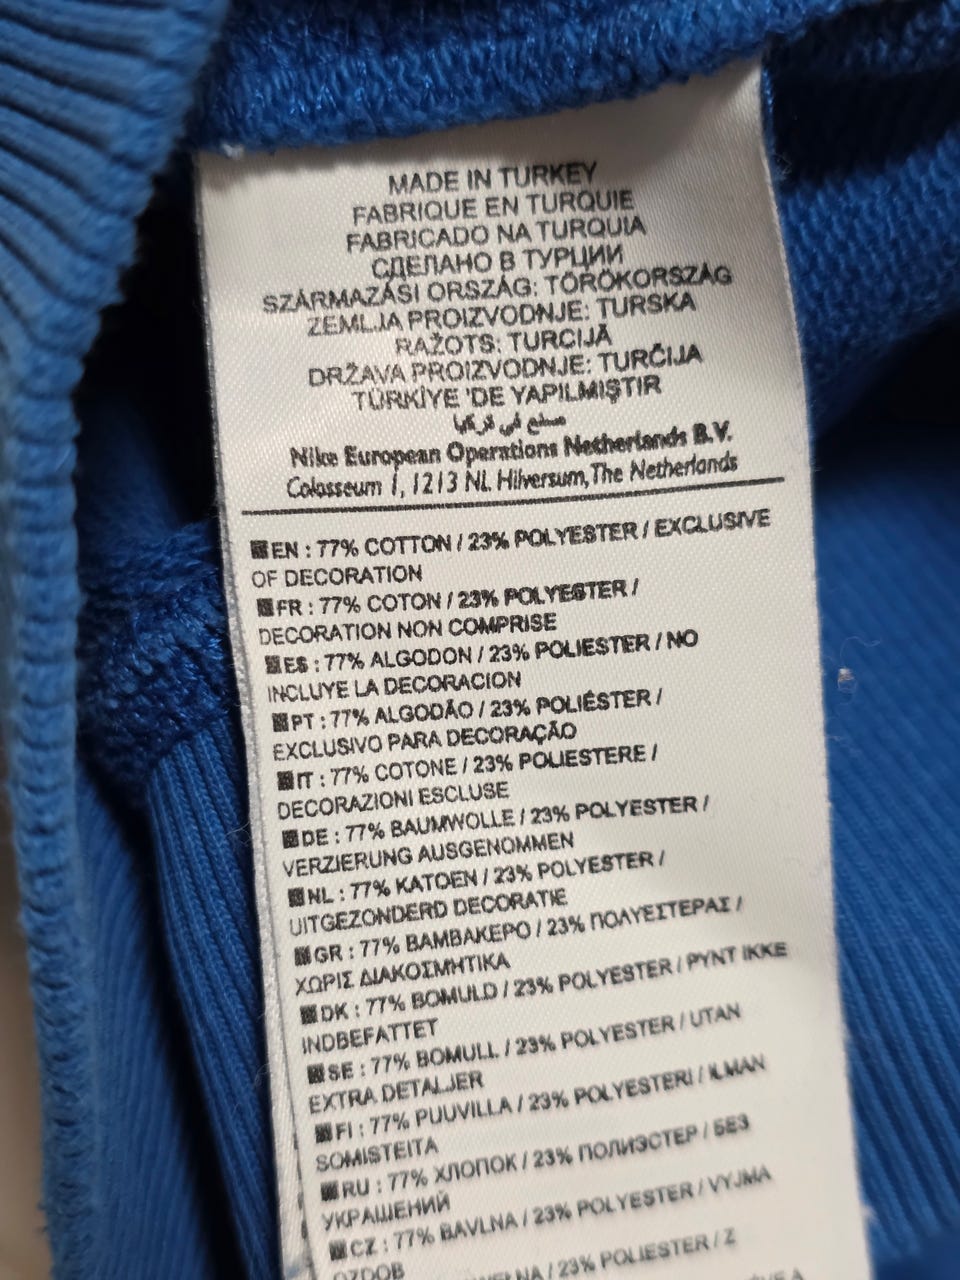 MADE IN TURKEY
FABRIQUE EN TURQUIE
FABRICADO NA TURQUIA
СДЕЛАНО В ТУРЦИИ
SZÁRMAZÁSI ORSZÁG: TÖRÖKORSZÁG
ZEMLJA PROIZVODNJE: TURSKA
RAŽOTS: TURCIJĀ
DRŽAVA PROIZVODNJE: TURČIJA
TÜRKİYE 'DE YAPILMIŞTIR
صنع في تركيا
Nike European Operations Netherlands B.V.
Colosseum 1, 1213 NL Hilversum, The Netherlands
EN : 77% COTTON / 23% POLYESTER / EXCLUSIVE
OF DECORATION
FR : 77% COTON / 23% POLYESTER /
DECORATION NON COMPRISE
ES : 77% ALGODON / 23% POLIESTER / NO
INCLUYE LA DECORACION
PT : 77% ALGODÃO / 23% POLIÉSTER /
EXCLUSIVO PARA DECORAÇÃO
IT : 77% COTONE / 23% POLIESTERE /
DECORAZIONI ESCLUSE
DE : 77% BAUMWOLLE / 23% POLYESTER /
VERZIERUNG AUSGENOMMEN
NL : 77% KATOEN / 23% POLYESTER /
UITGEZONDERD DECORATIE
GR : 77% ΒΑΜΒΑΚΕΡΟ / 23% ΠΟΛΥΕΣΤΕΡΑΣ /
ΧΩΡΙΣ ΔΙΑΚΟΣΜΗΤΙΚΑ
DK : 77% BOMULD / 23% POLYESTER / PYNT IKKE
INDBEFATTET
SE : 77% BOMULL / 23% POLYESTER / UTAN
EXTRA DETALJER
FI : 77% PUUVILLA / 23% POLYESTERI / ILMAN
SOMISTEITA
RU : 77% ХЛОПОК / 23% ПОЛИЭСТЕР / БЕЗ
УКРАШЕНИЙ
CZ : 77% BAVLNA / 23% POLYESTER / VYJMA
OZDOB
/ 23% POLIESTER / Z